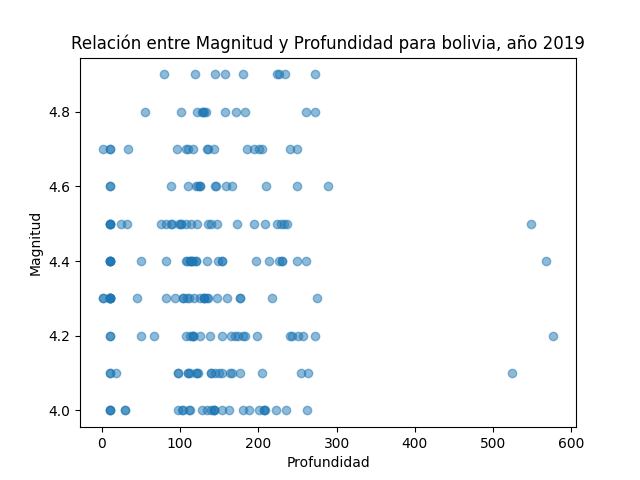 Relación entre Magnitud y Profundidad para bolivia, año 2019
4.8
4.6
4.4
4.2
4.0
Magnitud
0 100 200 300 400 500 600
Profundidad